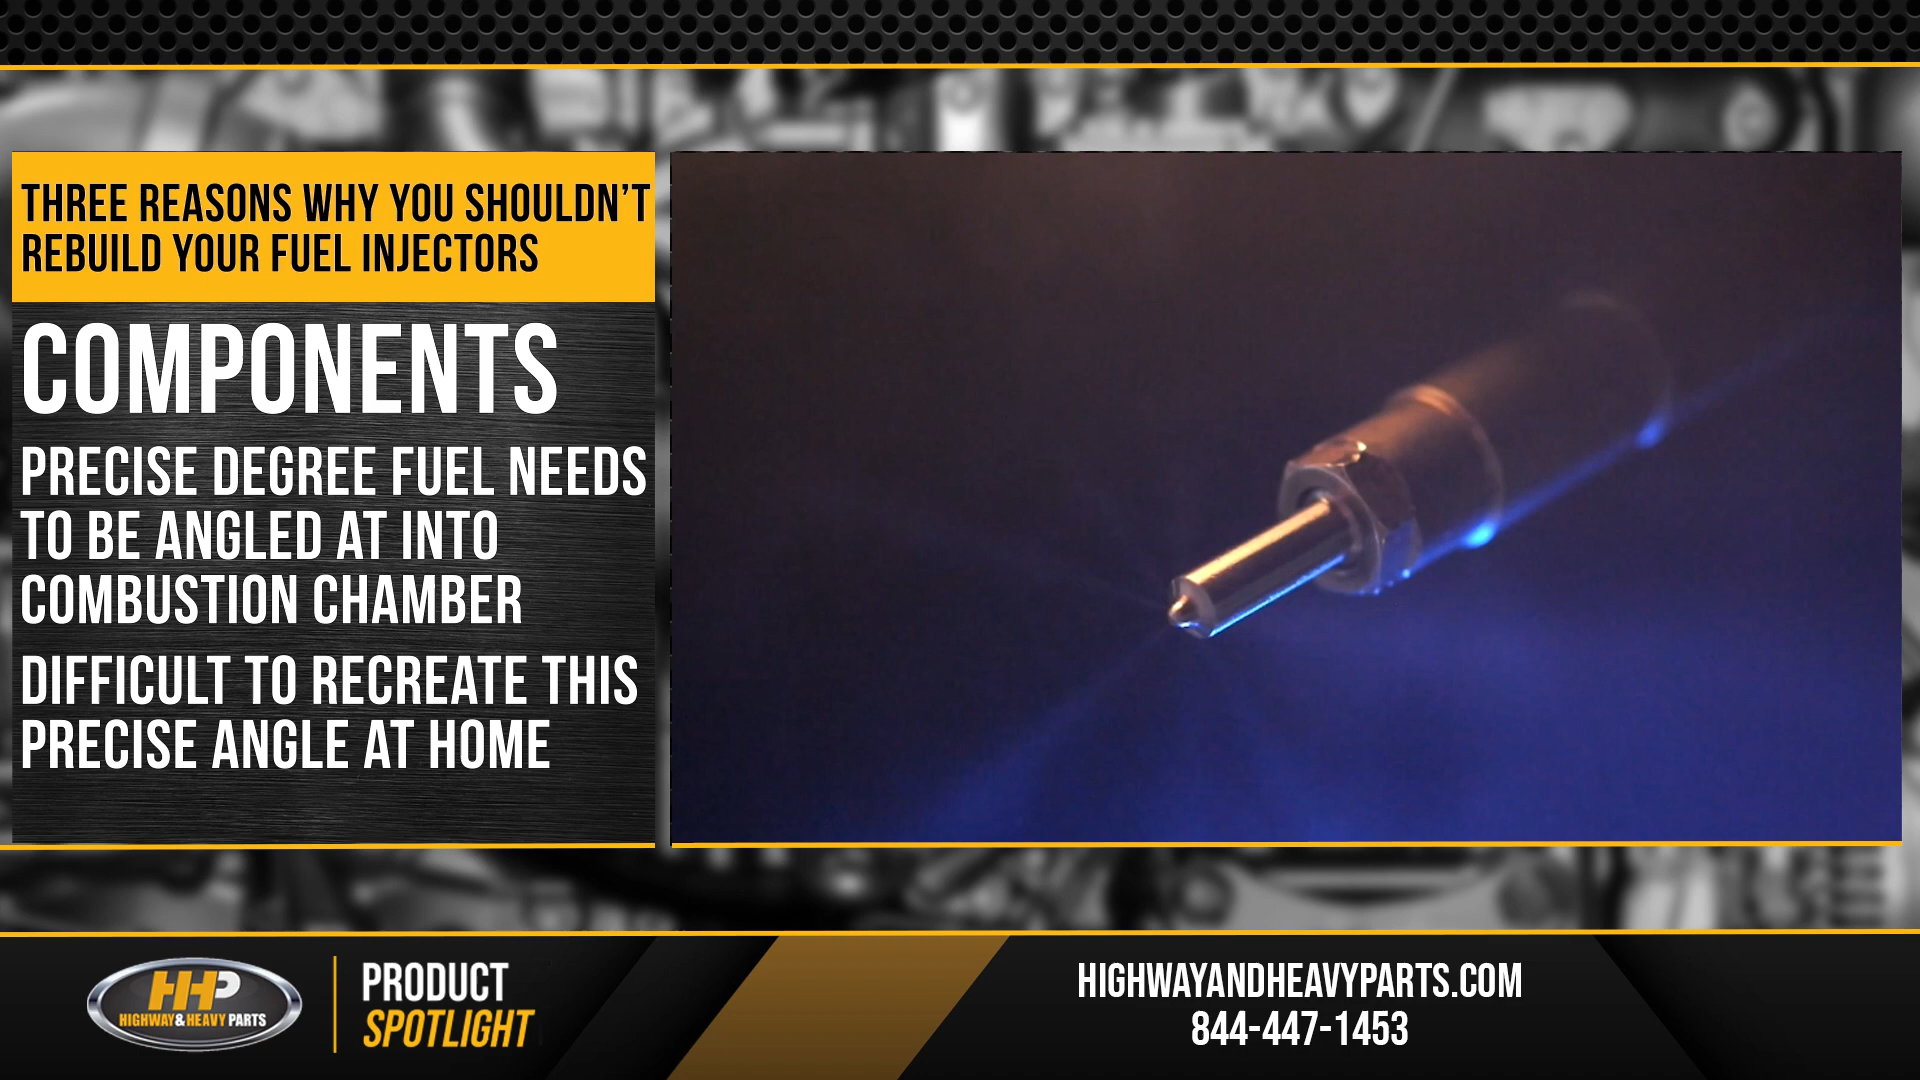 THREE REASONS WHY YOU SHOULDN'T
REBUILD YOUR FUEL INJECTORS
COMPONENTS
PRECISE DEGREE FUEL NEEDS
TO BE ANGLED AT INTO
COMBUSTION CHAMBER
DIFFICULT TO RECREATE THIS
PRECISE ANGLE AT HOME
HHP
HIGHWAY & HEAVY PARTS
PRODUCT
SPOTLIGHT
HIGHWAYANDHEAVYPARTS.COM
844-447-1453